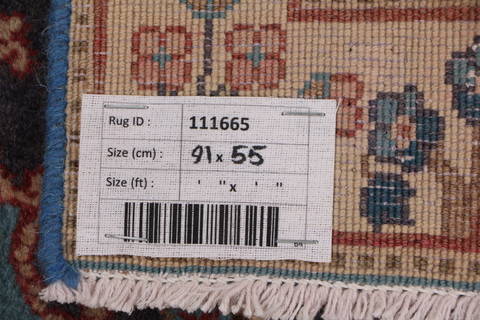 Rug ID : 111665
Size (cm) : 91 x 55
Size (ft) : ' " x ' "